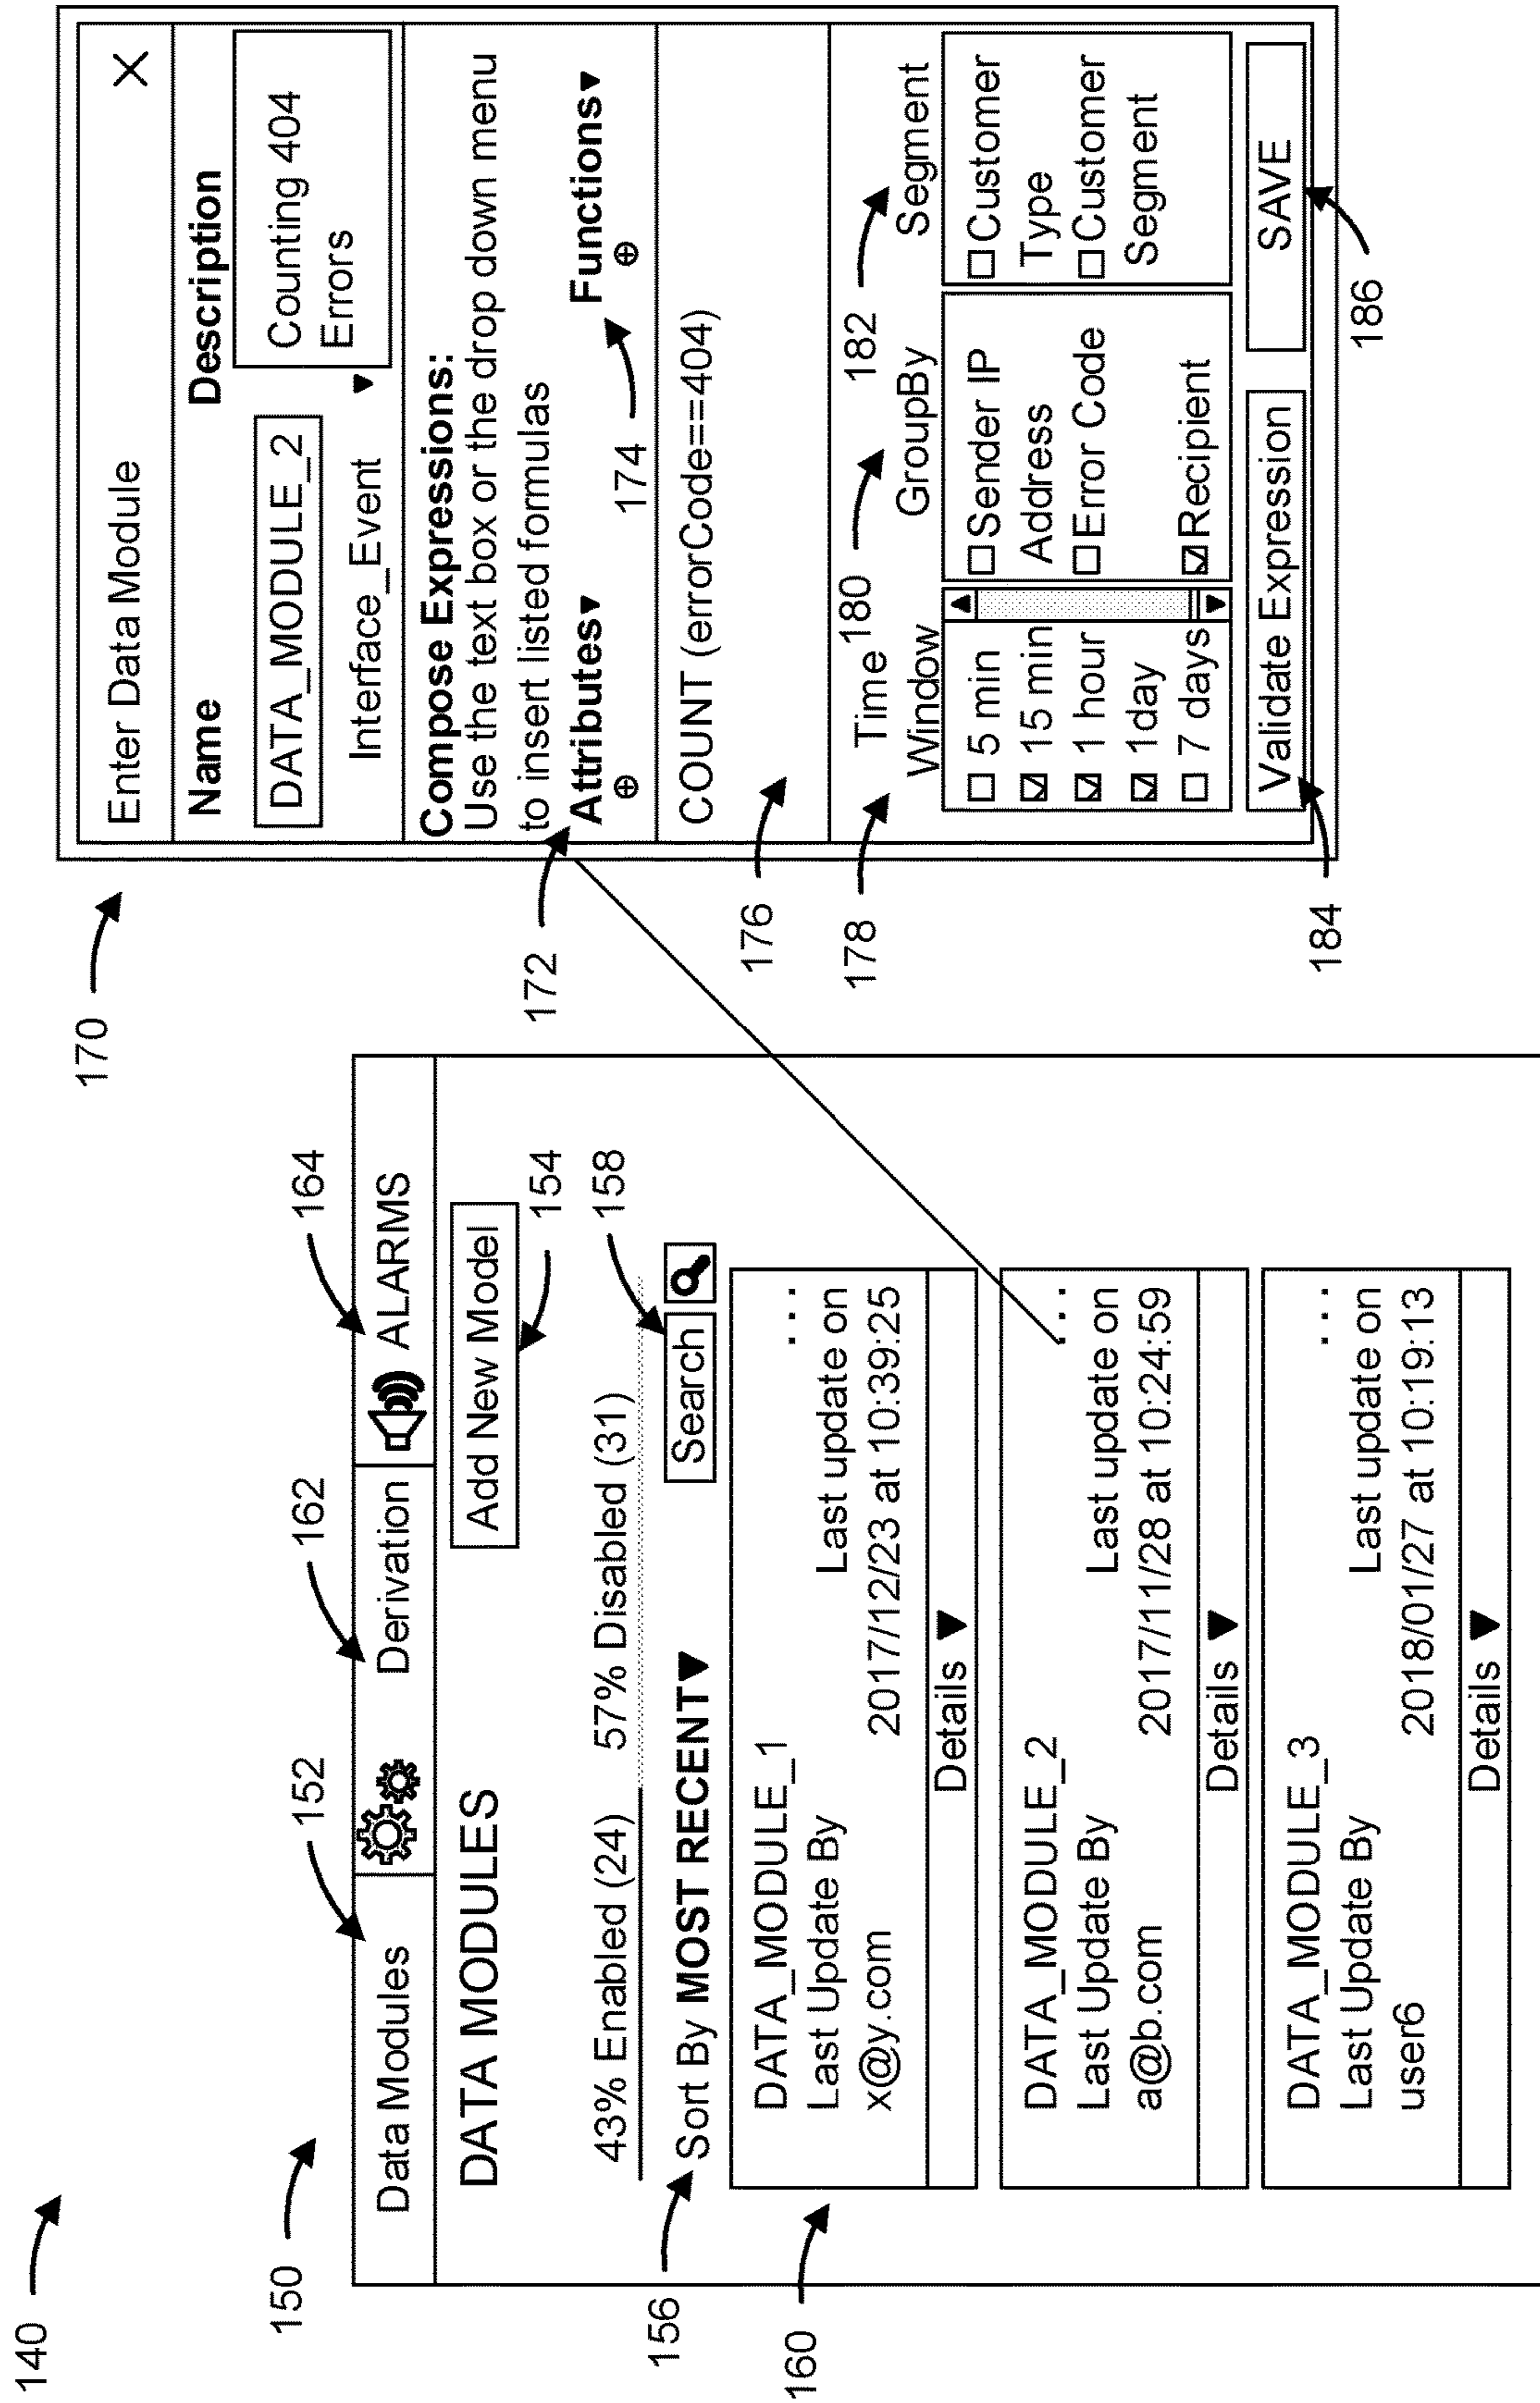 140
150
152
162
164
Data Modules
Derivation
ALARMS
DATA MODULES
Add New Model
154
43% Enabled (24)
57% Disabled (31)
158
156
Sort By MOST RECENT▼
Search
160
DATA_MODULE_1
...
Last Update By
Last update on
x@y.com
2017/12/23 at 10:39:25
Details ▼
DATA_MODULE_2
...
Last Update By
Last update on
a@b.com
2017/11/28 at 10:24:59
Details ▼
DATA_MODULE_3
...
Last Update By
Last update on
user6
2018/01/27 at 10:19:13
Details ▼
170
Enter Data Module
X
Name
Description
DATA_MODULE_2
Counting 404
Errors
Interface_Event ▼
Compose Expressions:
Use the text box or the drop down menu
to insert listed formulas
172
Attributes▼
⊕
174
Functions▼
⊕
COUNT (errorCode==404)
176
178
180
182
Time
Window
GroupBy
Segment
☐ 5 min
☑ 15 min
☑ 1 hour
☑ 1day
☐ 7 days
☐Sender IP
Address
☐Error Code
☑Recipient
☐Customer
Type
☐Customer
Segment
Validate Expression
SAVE
184
186